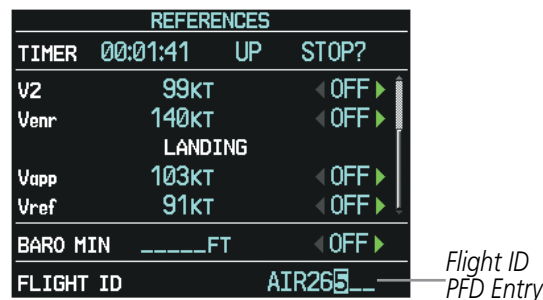 REFERENCES
TIMER 00:01:41 UP STOP?
V2 99KT OFF
Venr 140KT OFF
LANDING
Vapp 103KT OFF
Vref 91KT OFF
BARO MIN _____FT OFF
FLIGHT ID AIR265__
Flight ID
PFD Entry